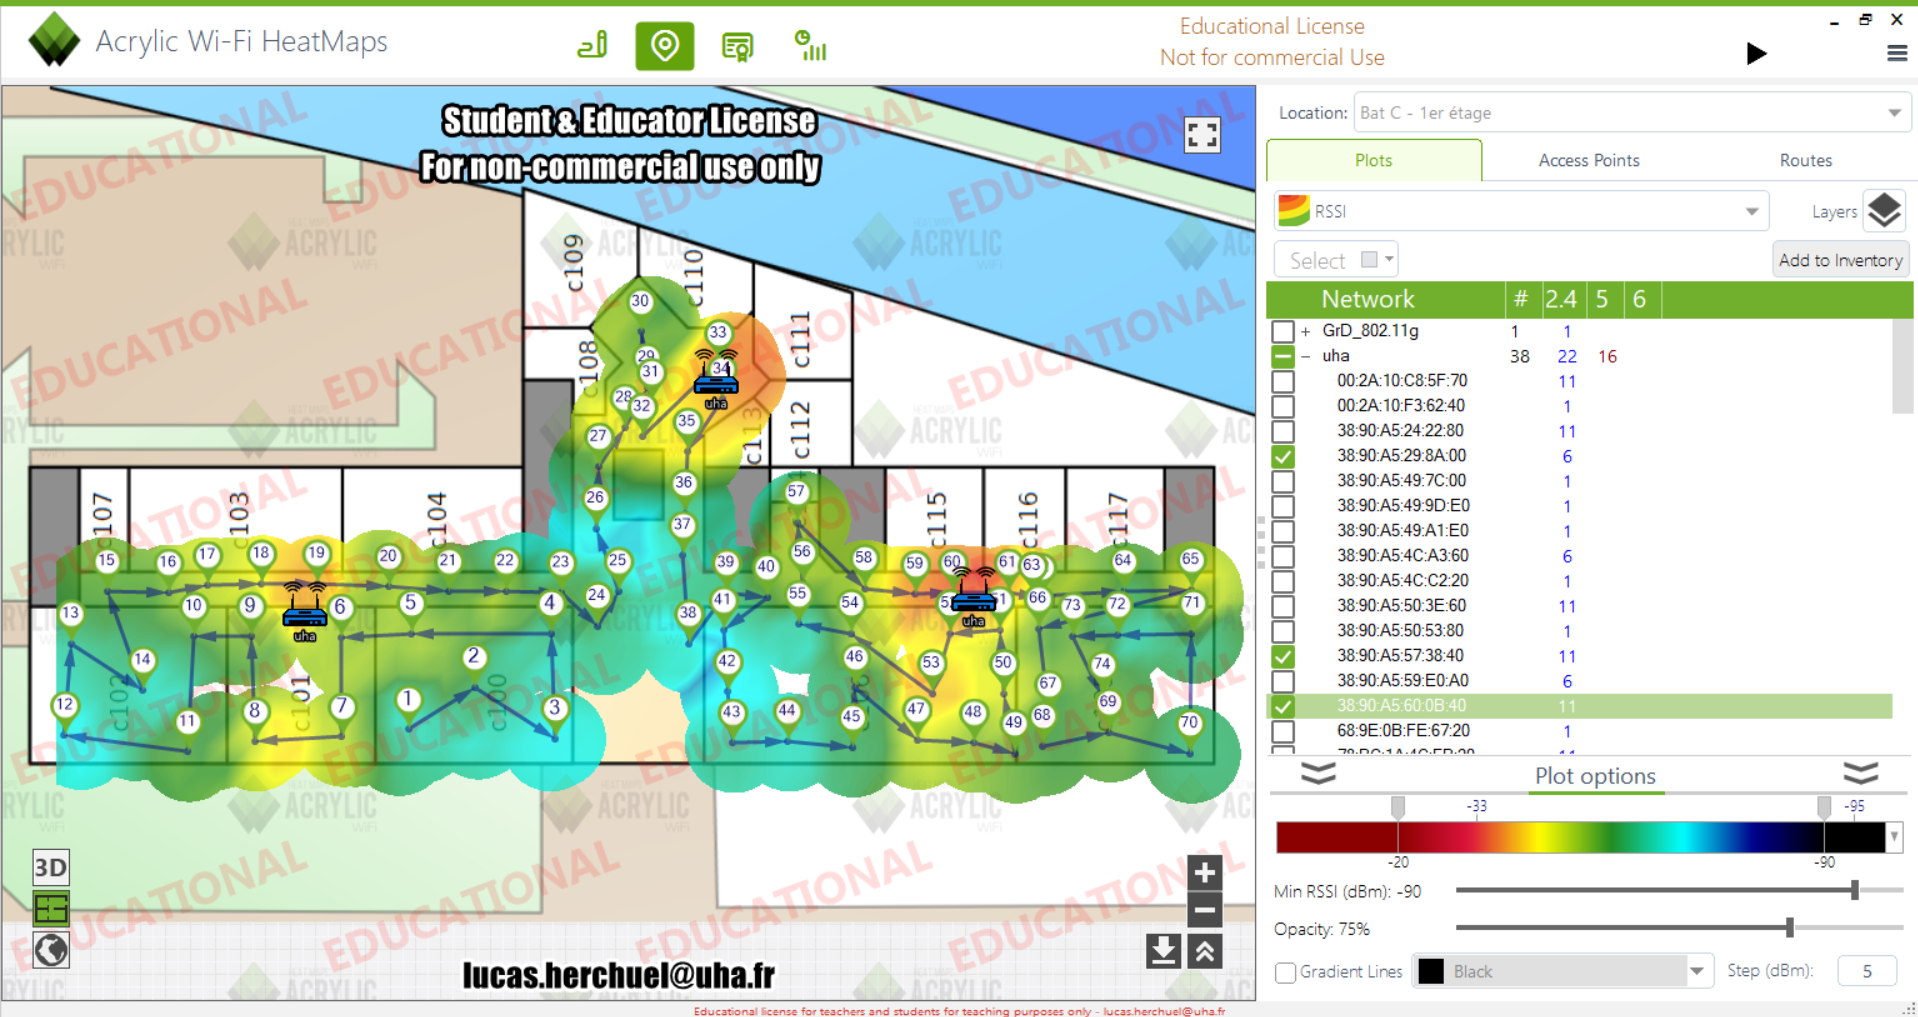 Acrylic Wi-Fi HeatMaps
Educational License
Not for commercial Use
Student & Educator License
For non-commercial use only
EDUCATIONAL
ACRYLIC
WiFi
c109
c110
c111
c108
c113
c112
c107
c103
c104
c115
c116
c117
c102
c101
c100
30
33
29
31
34
28
32
uha
35
27
26
36
37
57
15
16
17
18
19
20
21
22
23
25
39
40
56
58
59
60
61
63
64
65
13
10
9
6
5
4
24
38
41
55
54
66
73
72
71
uha
uha
14
2
42
46
53
50
74
12
11
8
7
1
3
43
44
45
47
48
49
67
68
69
70
3D
lucas.herchuel@uha.fr
Location: Bat C - 1er étage
Plots Access Points Routes
RSSI Layers
Select Add to Inventory
Network # 2.4 5 6
+ GrD_802.11g 1 1
− uha 38 22 16
00:2A:10:C8:5F:70 11
00:2A:10:F3:62:40 1
38:90:A5:24:22:80 11
38:90:A5:29:8A:00 6
38:90:A5:49:7C:00 1
38:90:A5:49:9D:E0 1
38:90:A5:49:A1:E0 1
38:90:A5:4C:A3:60 6
38:90:A5:4C:C2:20 1
38:90:A5:50:3E:60 11
38:90:A5:50:53:80 1
38:90:A5:57:38:40 11
38:90:A5:59:E0:A0 6
38:90:A5:60:0B:40 11
68:9E:0B:FE:67:20 1
Plot options
-33 -95
-20 -90
Min RSSI (dBm): -90
Opacity: 75%
Gradient Lines Black Step (dBm): 5
Educational license for teachers and students for teaching purposes only - lucas.herchuel@uha.fr